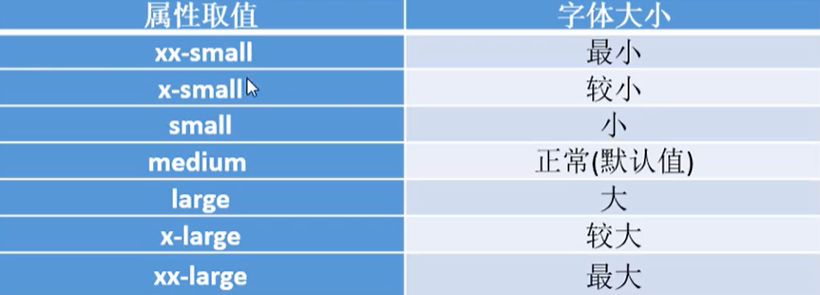 属性取值 字体大小
xx-small 最小
x-small 较小
small 小
medium 正常(默认值)
large 大
x-large 较大
xx-large 最大